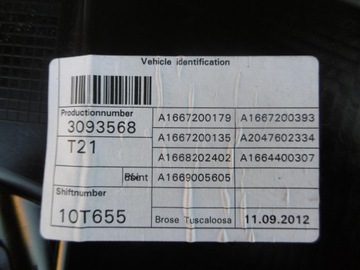 Vehicle identification
Productionnumber
3093568
T21
A1667200179 A1667200393
A1667200135 A2047602334
A1668202402 A1664400307
A1669005605
Shiftnumber
10T655
Brose Tuscaloosa 11.09.2012